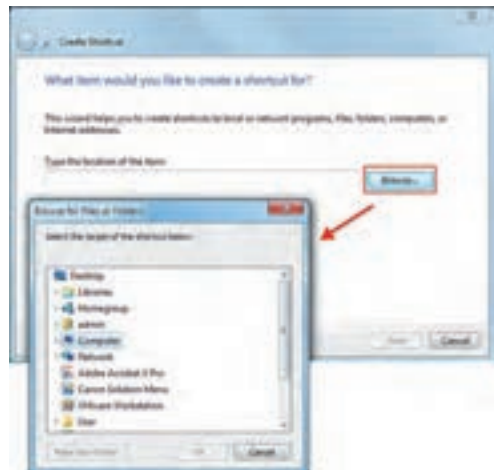 Create Shortcut
What item would you like to create a shortcut for?
This wizard helps you to create shortcuts to local or network programs, files, folders, computers, or
Internet addresses.
Type the location of the item:
Browse...
Browse for Files or Folders
Select the target of the shortcut below:
Desktop
Libraries
Homegroup
admin
Computer
Network
Adobe Acrobat X Pro
Canon Solution Menu
VMware Workstation
User
Make New Folder
OK
Cancel
Next
Cancel